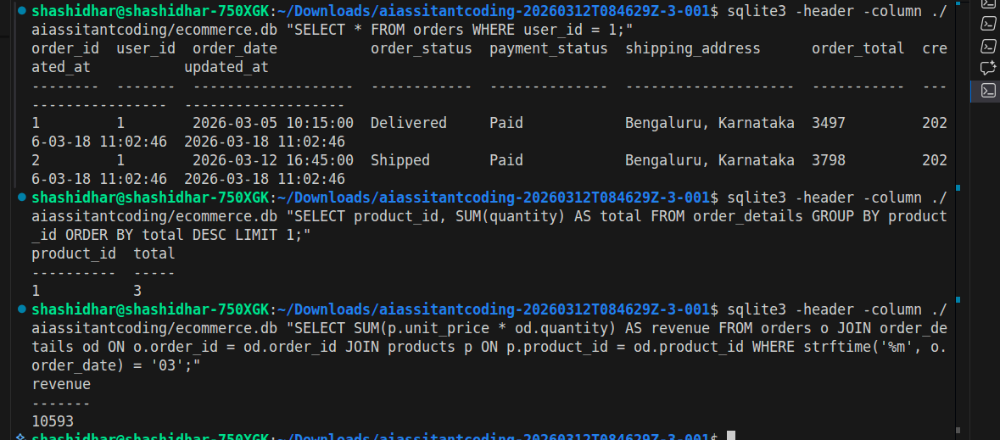 shashidhar@shashidhar-750XGK:~/Downloads/aiassitantcoding-20260312T084629Z-3-001$ sqlite3 -header -column ./
aiassitantcoding/ecommerce.db "SELECT * FROM orders WHERE user_id = 1;"
order_id  user_id  order_date           order_status  payment_status  shipping_address      order_total  cre
ated_at           updated_at
--------  -------  -------------------  ------------  --------------  --------------------  -----------  ---
----------------  -------------------
1         1        2026-03-05 10:15:00  Delivered     Paid            Bengaluru, Karnataka  3497         202
6-03-18 11:02:46  2026-03-18 11:02:46
2         1        2026-03-12 16:45:00  Shipped       Paid            Bengaluru, Karnataka  3798         202
6-03-18 11:02:46  2026-03-18 11:02:46
shashidhar@shashidhar-750XGK:~/Downloads/aiassitantcoding-20260312T084629Z-3-001$ sqlite3 -header -column ./
aiassitantcoding/ecommerce.db "SELECT product_id, SUM(quantity) AS total FROM order_details GROUP BY product
_id ORDER BY total DESC LIMIT 1;"
product_id  total
----------  -----
1           3
shashidhar@shashidhar-750XGK:~/Downloads/aiassitantcoding-20260312T084629Z-3-001$ sqlite3 -header -column ./
aiassitantcoding/ecommerce.db "SELECT SUM(p.unit_price * od.quantity) AS revenue FROM orders o JOIN order_de
tails od ON o.order_id = od.order_id JOIN products p ON p.product_id = od.product_id WHERE strftime('%m', o.
order_date) = '03';"
revenue
-------
10593
shashidhar@shashidhar-750XGK:~/Downloads/aiassitantcoding-20260312T084629Z-3-001$